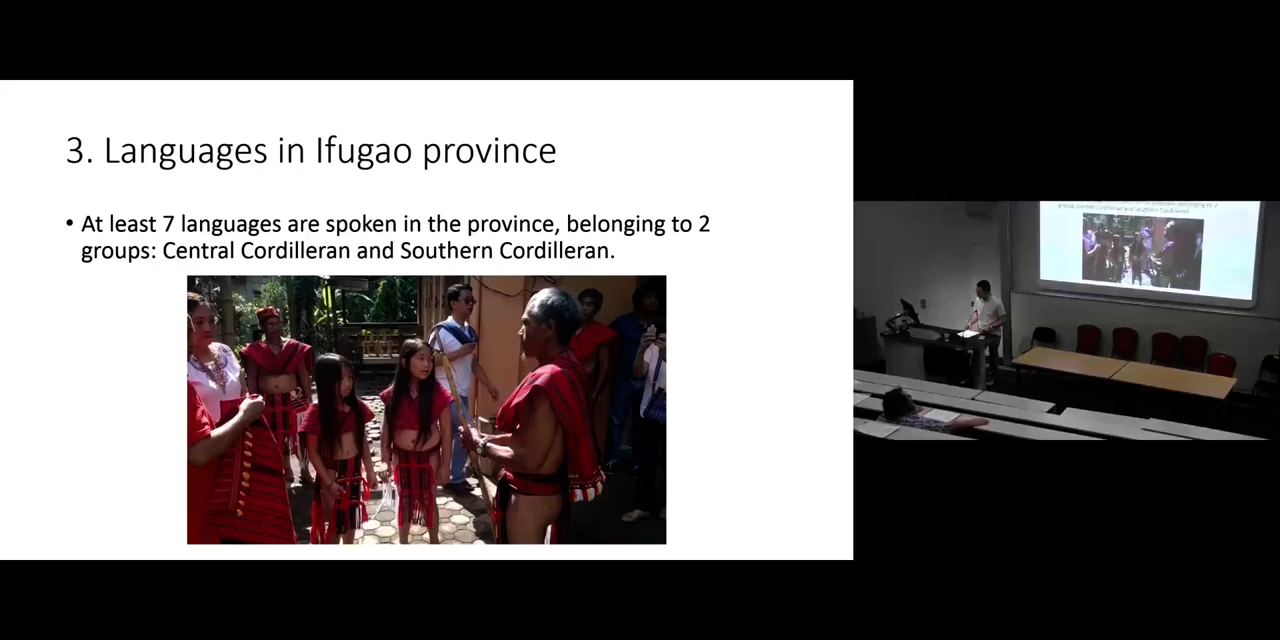 3. Languages in Ifugao province
• At least 7 languages are spoken in the province, belonging to 2
groups: Central Cordilleran and Southern Cordilleran.